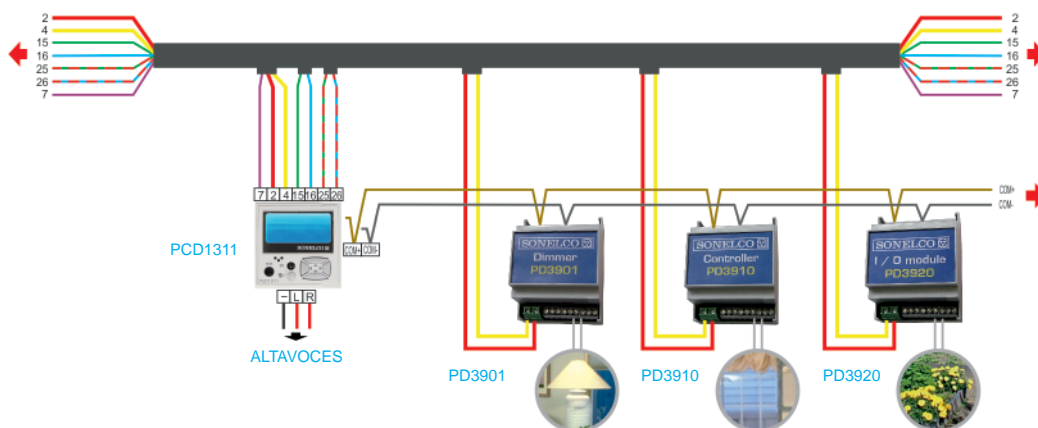 2
4
15
16
25
26
7
2
4
15
16
25
26
7
7 2 4 15 16 25 26
PCD1311
COM+ COM-
− L R
ALTAVOCES
COM+
COM-
SONELCO
Dimmer
PD3901
PD3901
SONELCO
Controller
PD3910
PD3910
SONELCO
I / O module
PD3920
PD3920